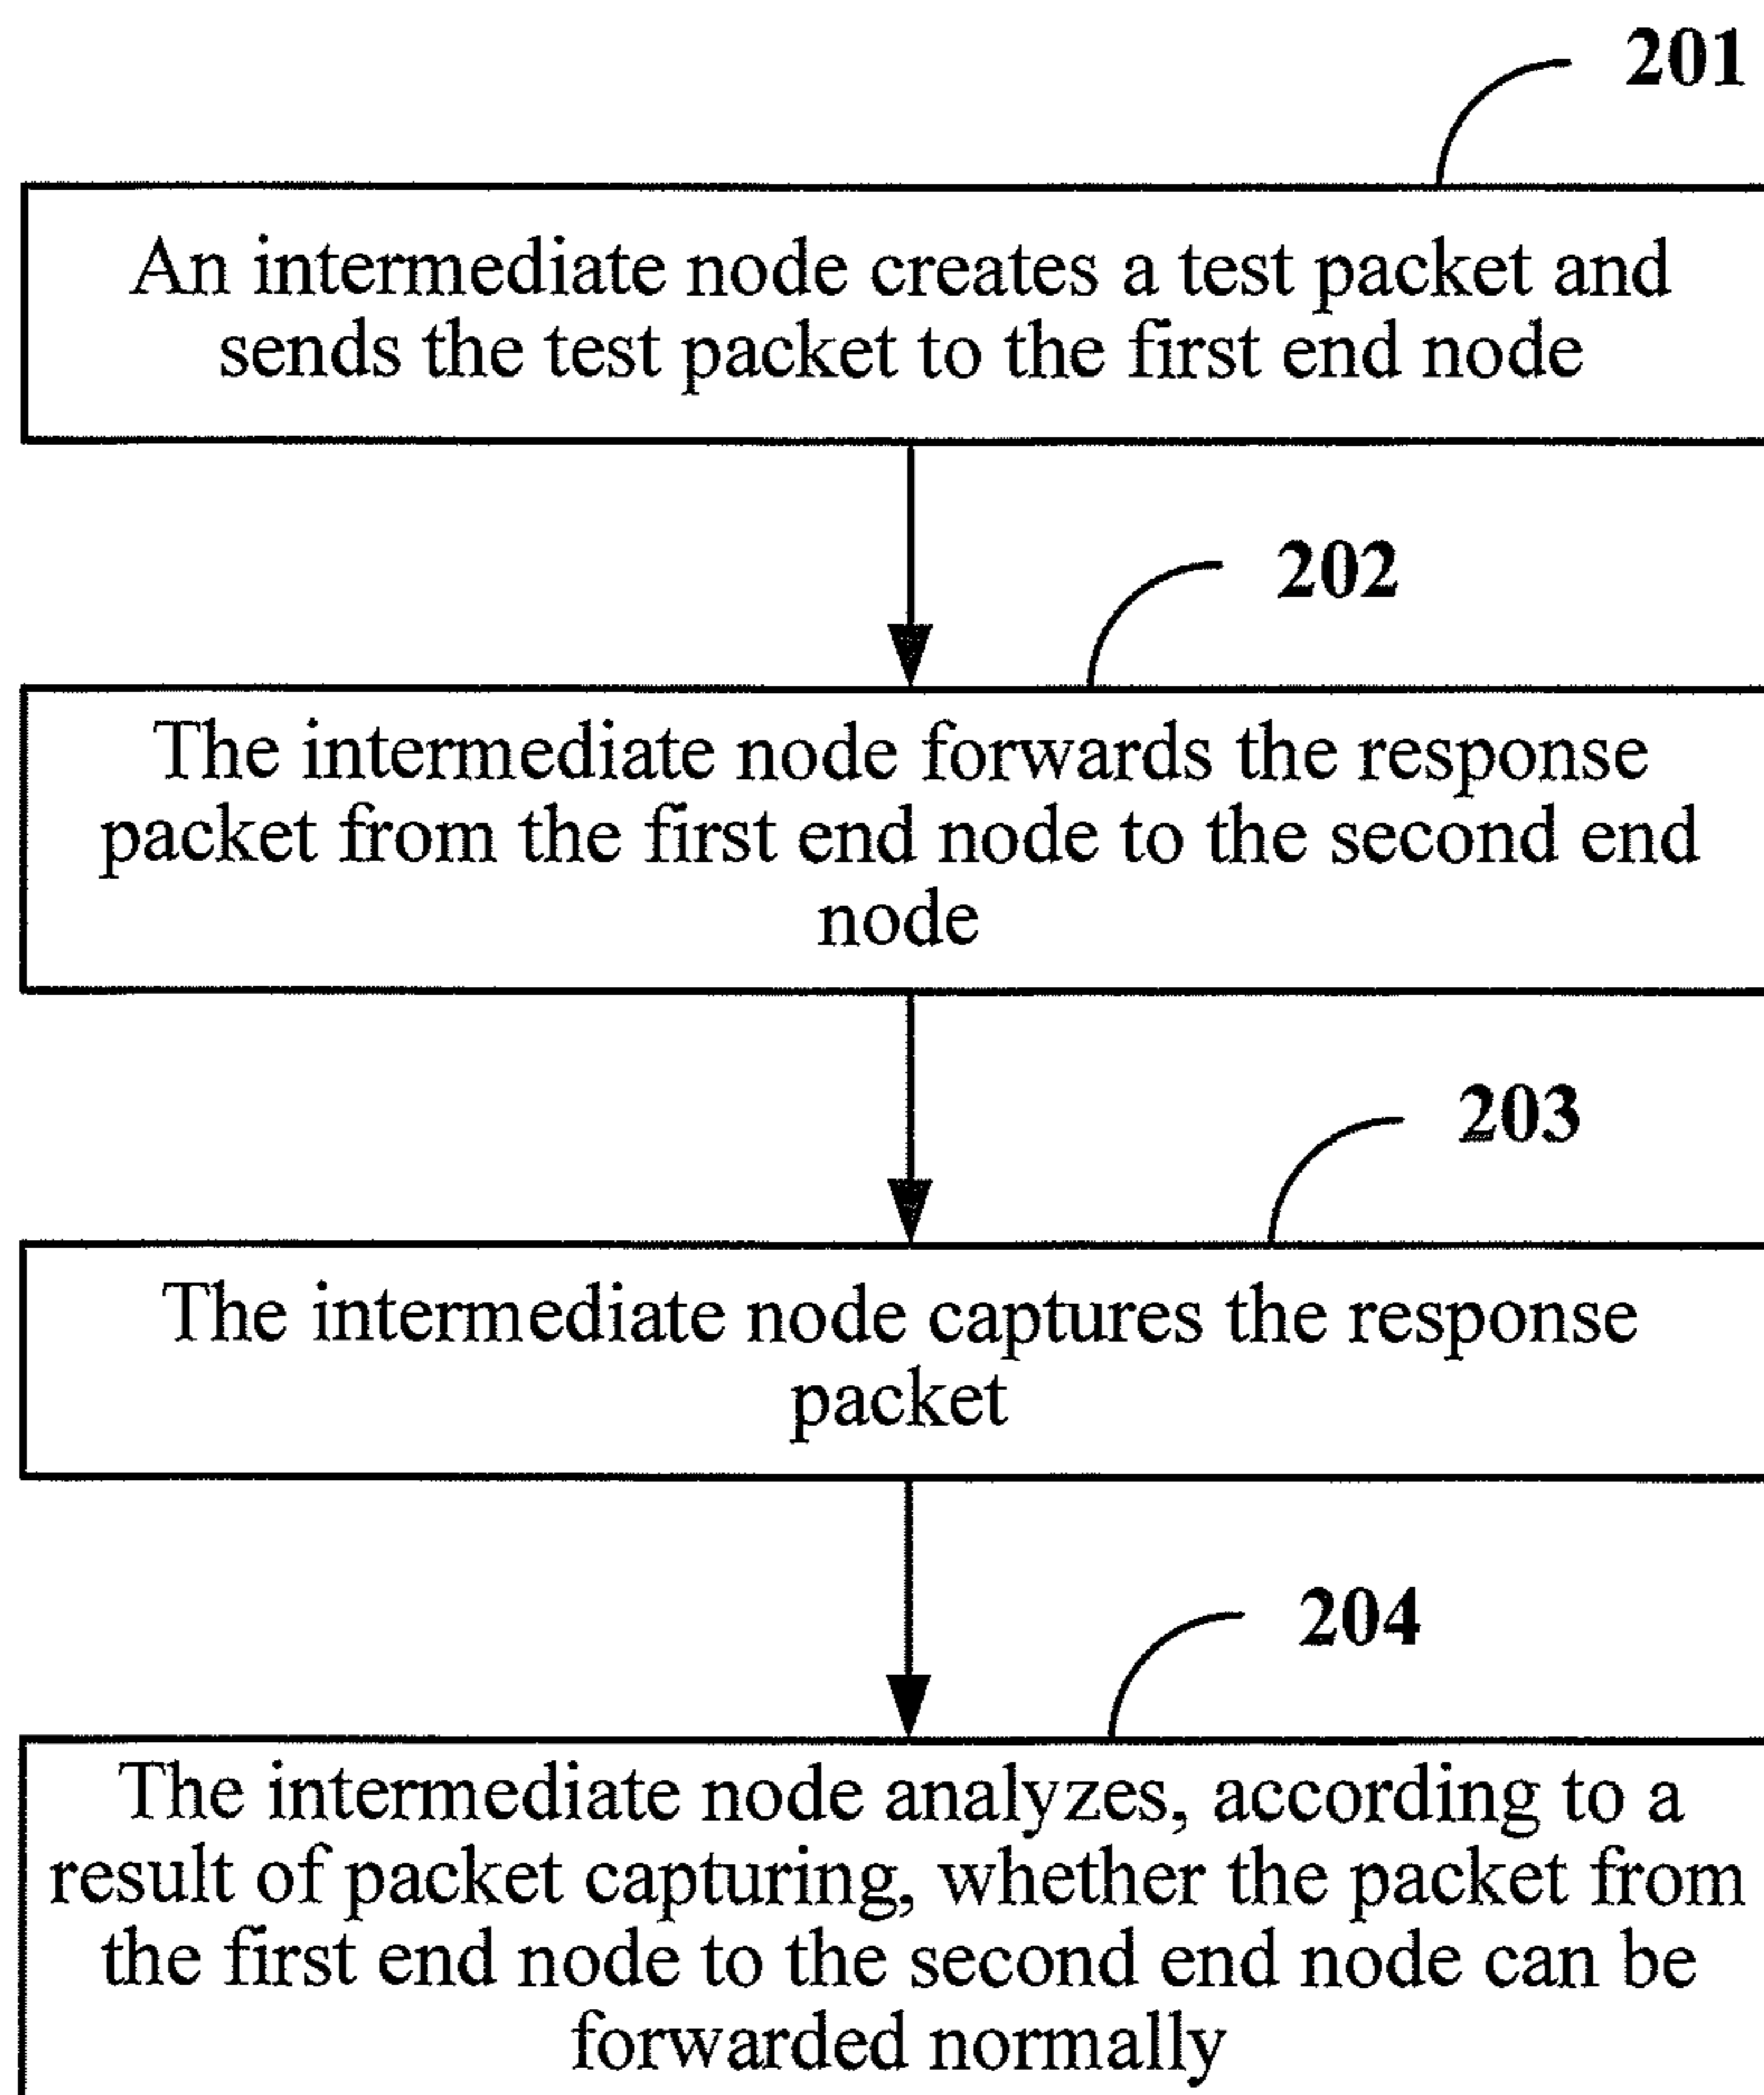 201
An intermediate node creates a test packet and
sends the test packet to the first end node
202
The intermediate node forwards the response
packet from the first end node to the second end
node
203
The intermediate node captures the response
packet
204
The intermediate node analyzes, according to a
result of packet capturing, whether the packet from
the first end node to the second end node can be
forwarded normally